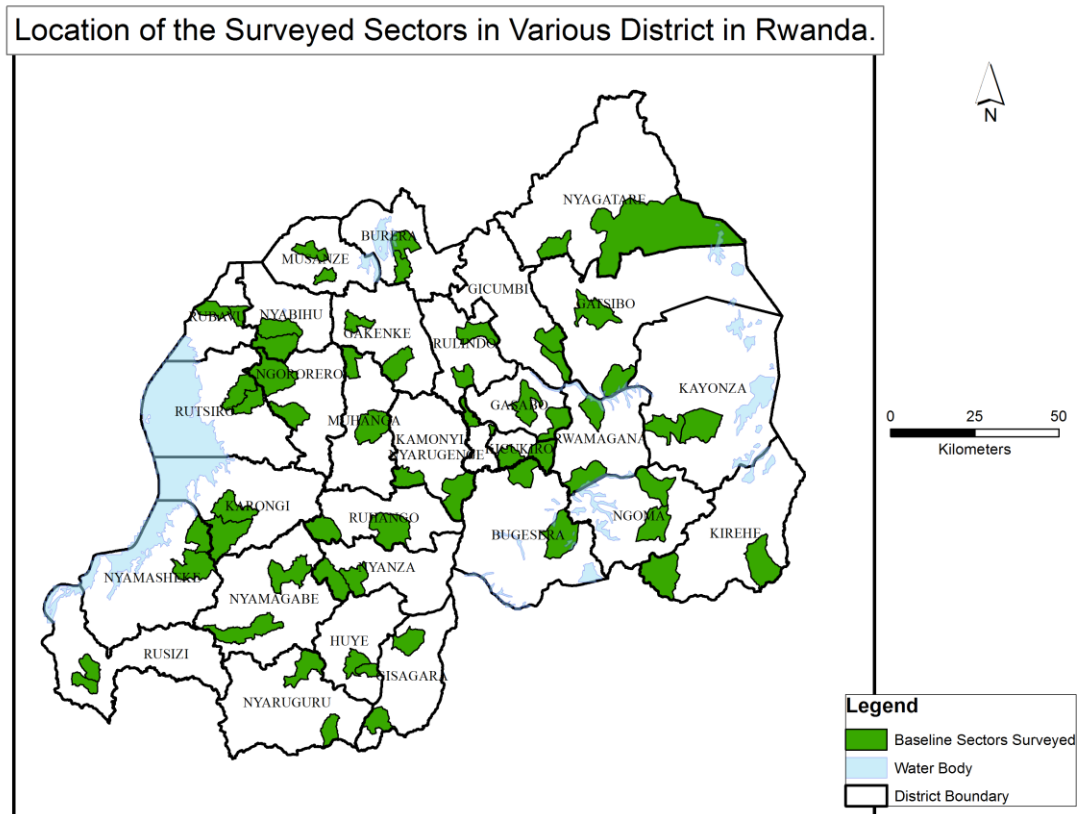 Location of the Surveyed Sectors in Various District in Rwanda.
N
NYAGATARE
BURERA
MUSANZE
GICUMBI
GATSIBO
RUBAVU
NYABIHU
GAKENKE
RULINDO
NGORORERO
KAYONZA
RUTSIRO
GASABO
MUHANGA
KAMONYI
RWAMAGANA
NYARUGENGE
KICUKIRO
0 25 50
Kilometers
KARONGI
RUHANGO
NGOMA
BUGESERA
KIREHE
NYAMASHEKE
NYANZA
NYAMAGABE
HUYE
RUSIZI
GISAGARA
NYARUGURU
Legend
Baseline Sectors Surveyed
Water Body
District Boundary